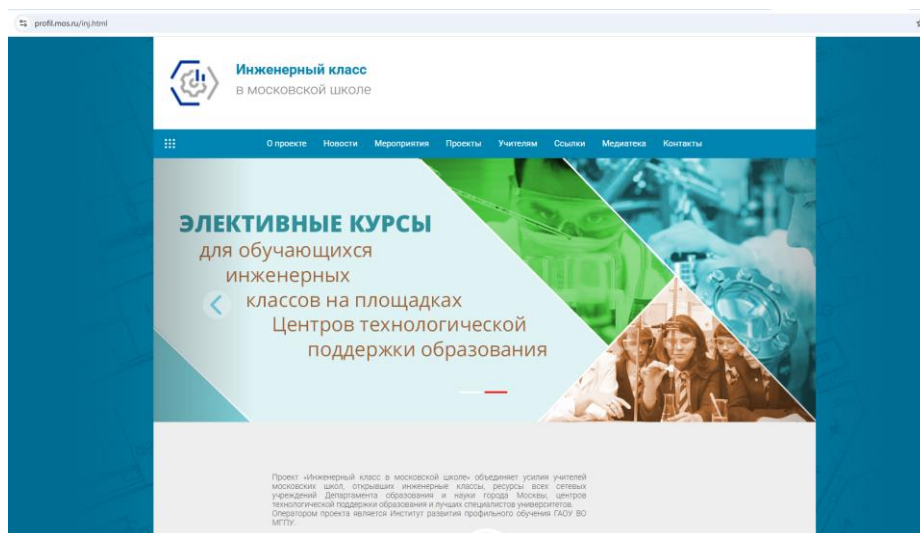 profil.mos.ru/inj.html
Инженерный класс
в московской школе
О проекте Новости Мероприятия Проекты Учителям Ссылки Медиатека Контакты
ЭЛЕКТИВНЫЕ КУРСЫ
для обучающихся
инженерных
классов на площадках
Центров технологической
поддержки образования
Проект «Инженерный класс в московской школе» объединяет усилия учителей
московских школ, открывших инженерные классы, ресурсы всех сетевых
учреждений Департамента образования и науки города Москвы, центров
технологической поддержки образования и лучших специалистов университетов.
Оператором проекта является Институт развития профильного обучения ГАОУ ВО
МГПУ.